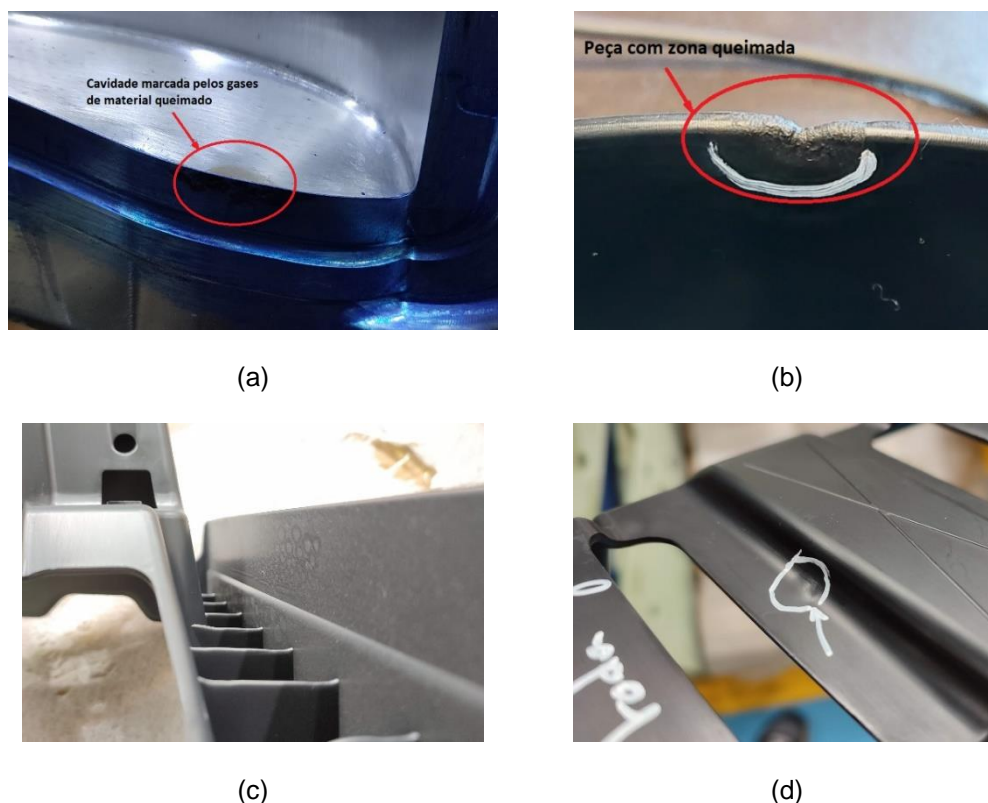 Cavidade marcada pelos gases
de material queimado
Peça com zona queimada
(a)
(b)
(c)
(d)